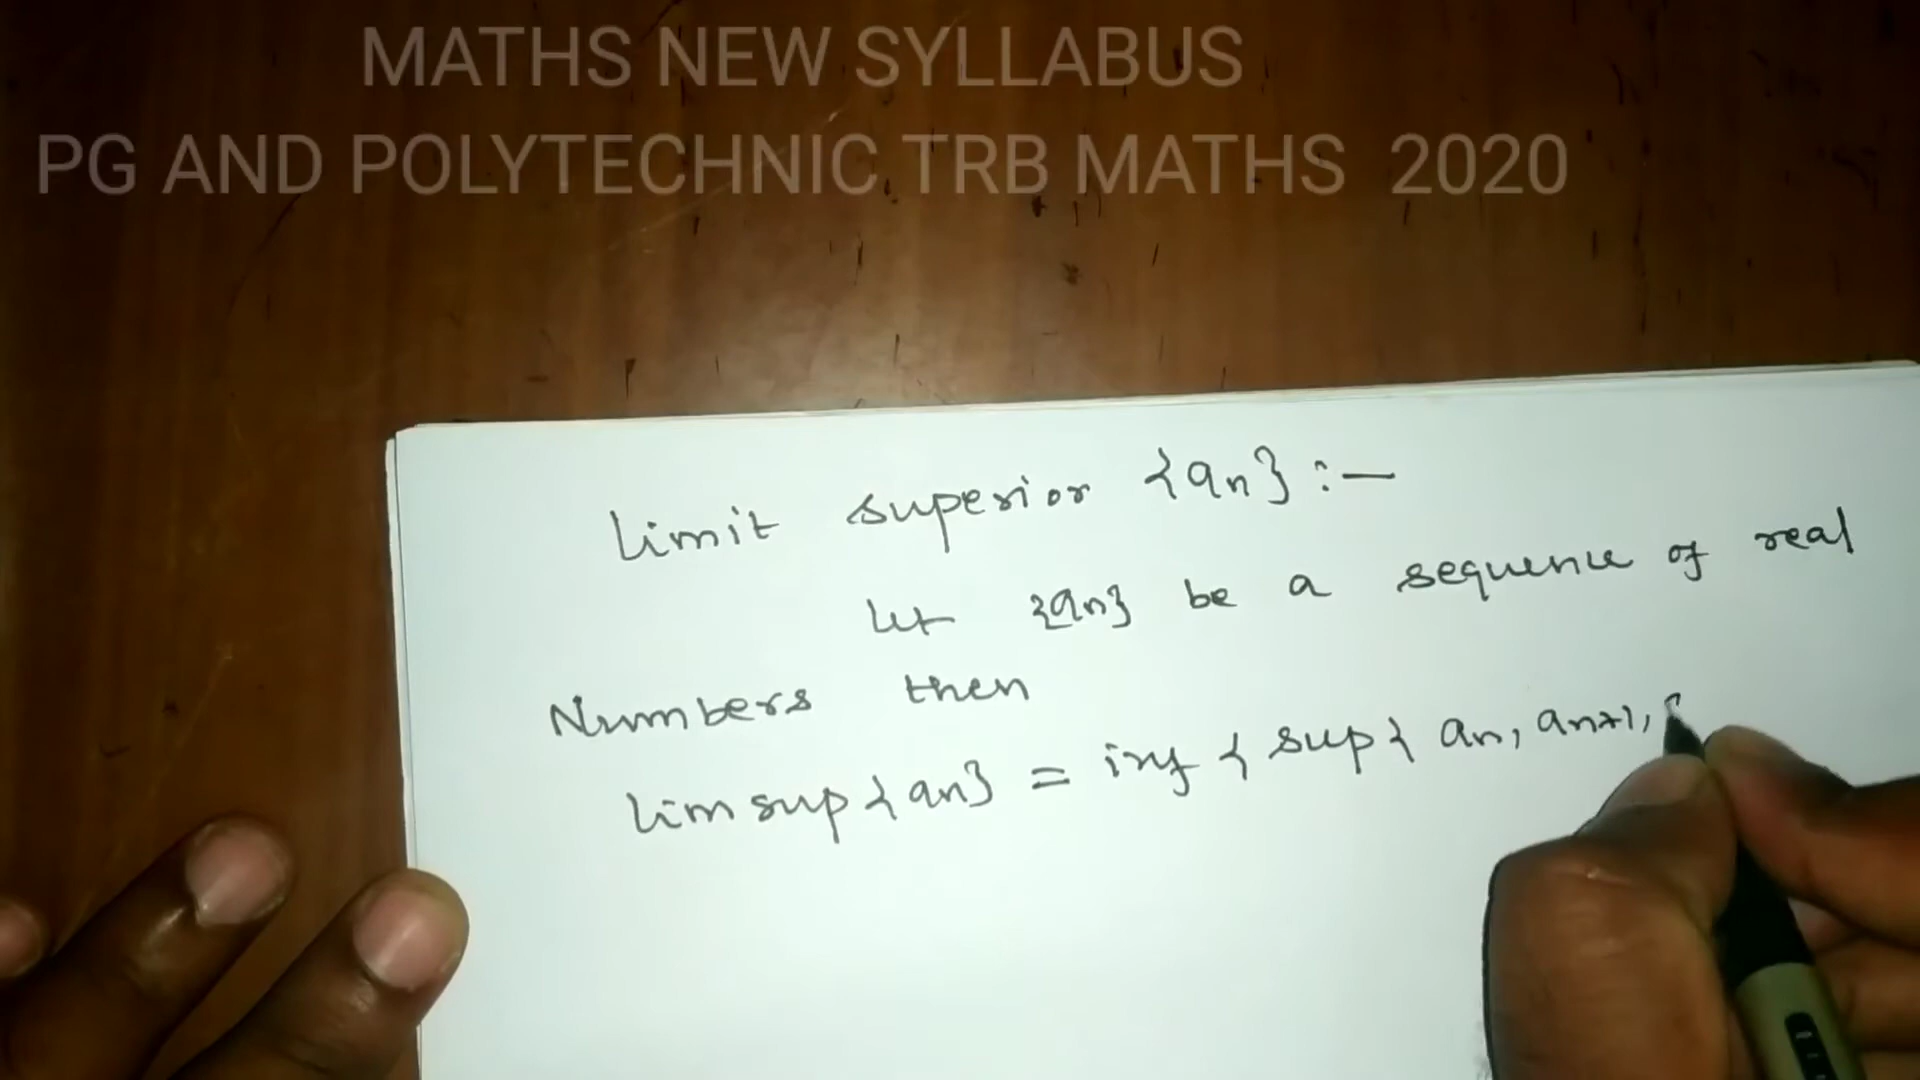 MATHS NEW SYLLABUS
PG AND POLYTECHNIC TRB MATHS 2020
Limit superior {an} :-
Let {an} be a sequence of real
Numbers then
lim sup {an} = inf { sup { an, an+1,